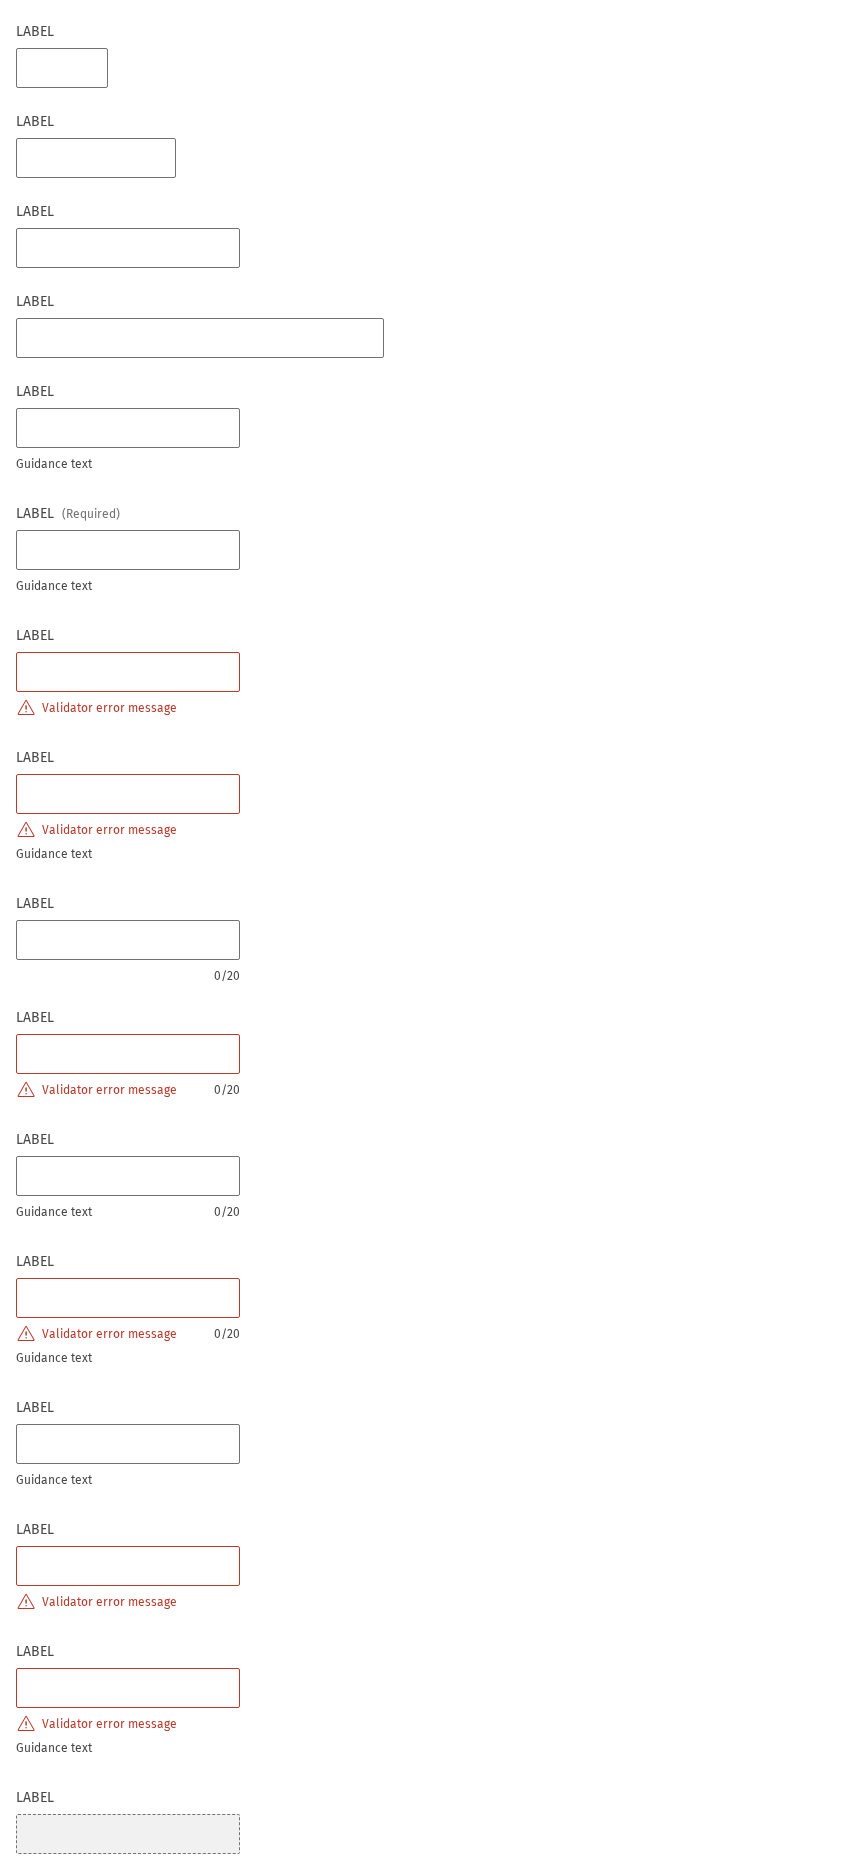 LABEL
LABEL
LABEL
LABEL
LABEL
Guidance text
LABEL (Required)
Guidance text
LABEL
Validator error message
LABEL
Validator error message
Guidance text
LABEL
0/20
LABEL
Validator error message 0/20
LABEL
Guidance text 0/20
LABEL
Validator error message 0/20
Guidance text
LABEL
Guidance text
LABEL
Validator error message
LABEL
Validator error message
Guidance text
LABEL